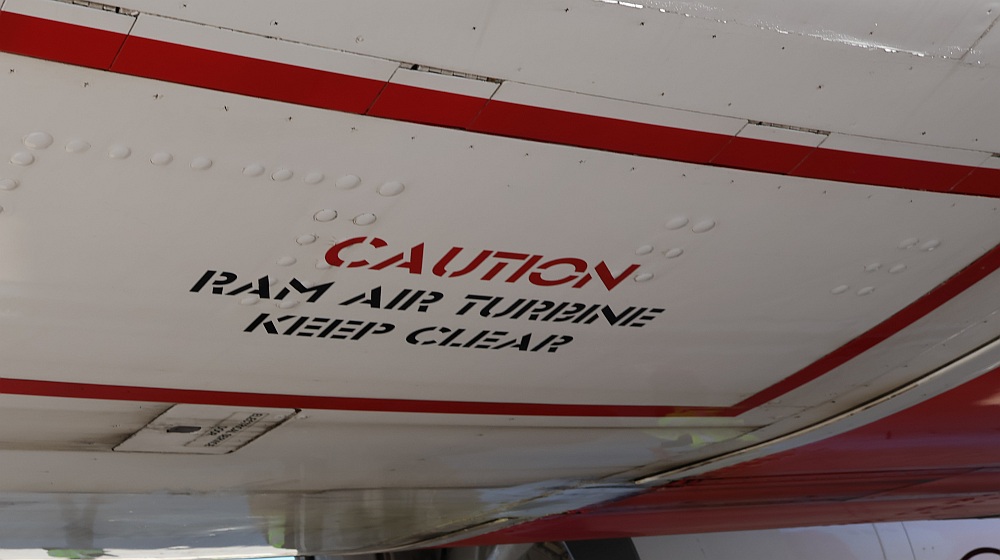 CAUTION
RAM AIR TURBINE
KEEP CLEAR